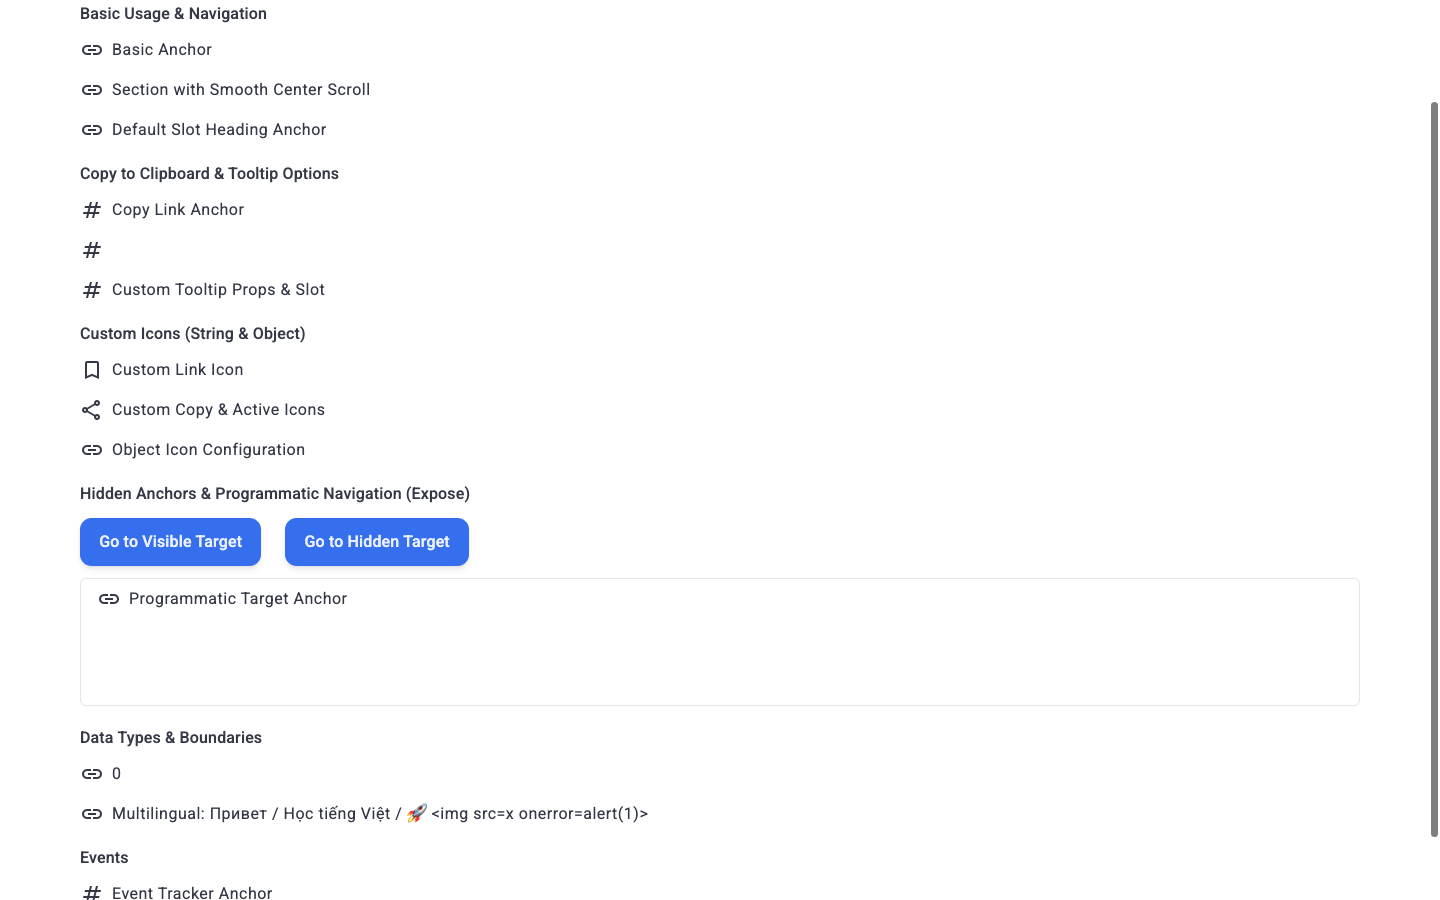 Basic Usage & Navigation
Basic Anchor
Section with Smooth Center Scroll
Default Slot Heading Anchor
Copy to Clipboard & Tooltip Options
# Copy Link Anchor
#
# Custom Tooltip Props & Slot
Custom Icons (String & Object)
Custom Link Icon
Custom Copy & Active Icons
Object Icon Configuration
Hidden Anchors & Programmatic Navigation (Expose)
Go to Visible Target
Go to Hidden Target
Programmatic Target Anchor
Data Types & Boundaries
0
Multilingual: Привет / Học tiếng Việt / 🚀 <img src=x onerror=alert(1)>
Events
# Event Tracker Anchor